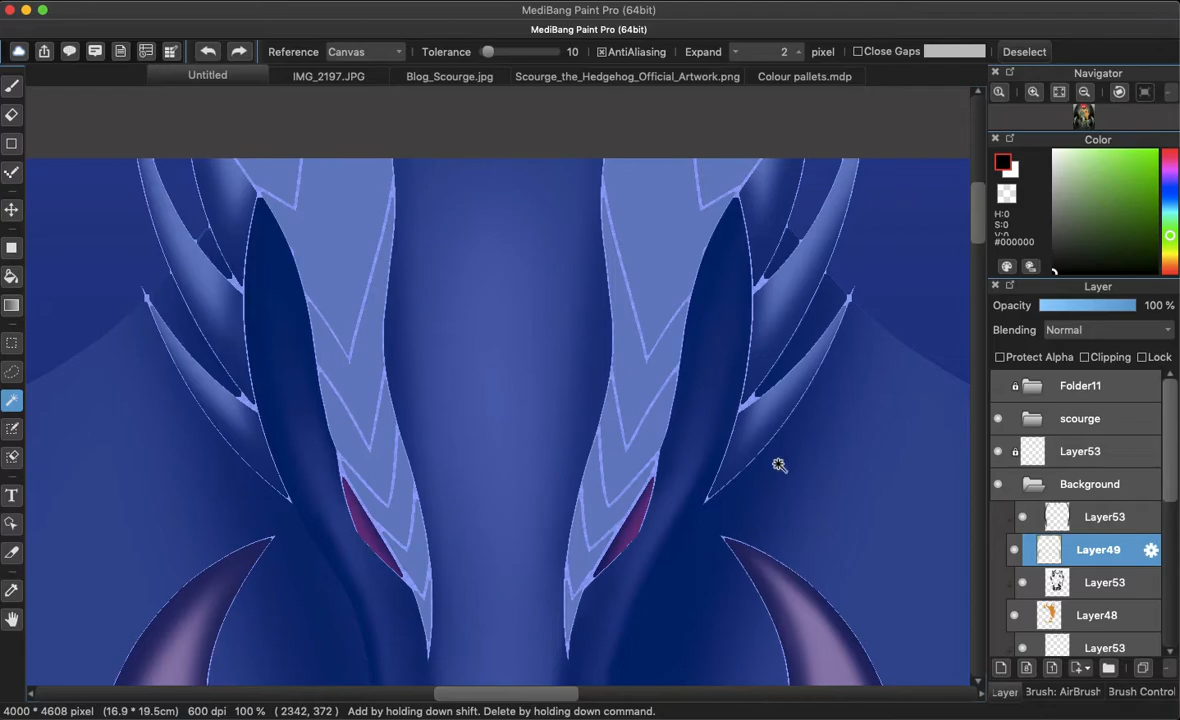 MediBang Paint Pro (64bit)
MediBang Paint Pro (64bit)
Reference Canvas Tolerance 10 AntiAliasing Expand 2 pixel Close Gaps Deselect
Untitled IMG_2197.JPG Blog_Scourge.jpg Scourge_the_Hedgehog_Official_Artwork.png Colour pallets.mdp
Navigator
Color
H:0
S:0
V:0
#000000
Layer
Opacity 100 %
Blending Normal
Protect Alpha Clipping Lock
Folder11
scourge
Layer53
Background
Layer53
Layer49
Layer53
Layer48
Layer53
Layer Brush: AirBrush Brush Control
4000 * 4608 pixel (16.9 * 19.5cm) 600 dpi 100 % ( 2342, 372 ) Add by holding down shift. Delete by holding down command.